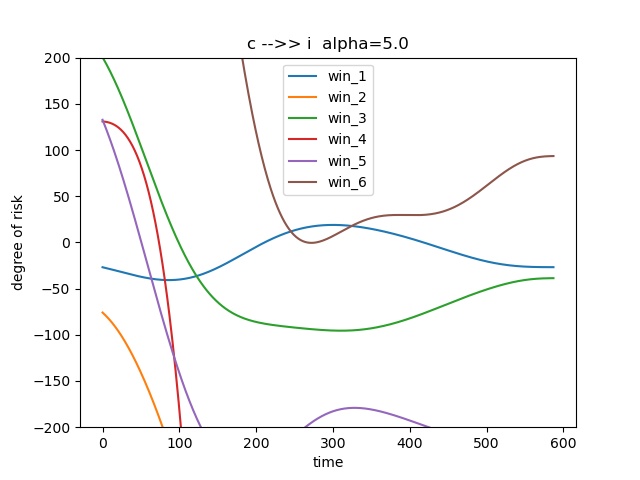 c -->> i  alpha=5.0
degree of risk
200
150
100
50
0
−50
−100
−150
−200
win_1
win_2
win_3
win_4
win_5
win_6
0 100 200 300 400 500 600
time